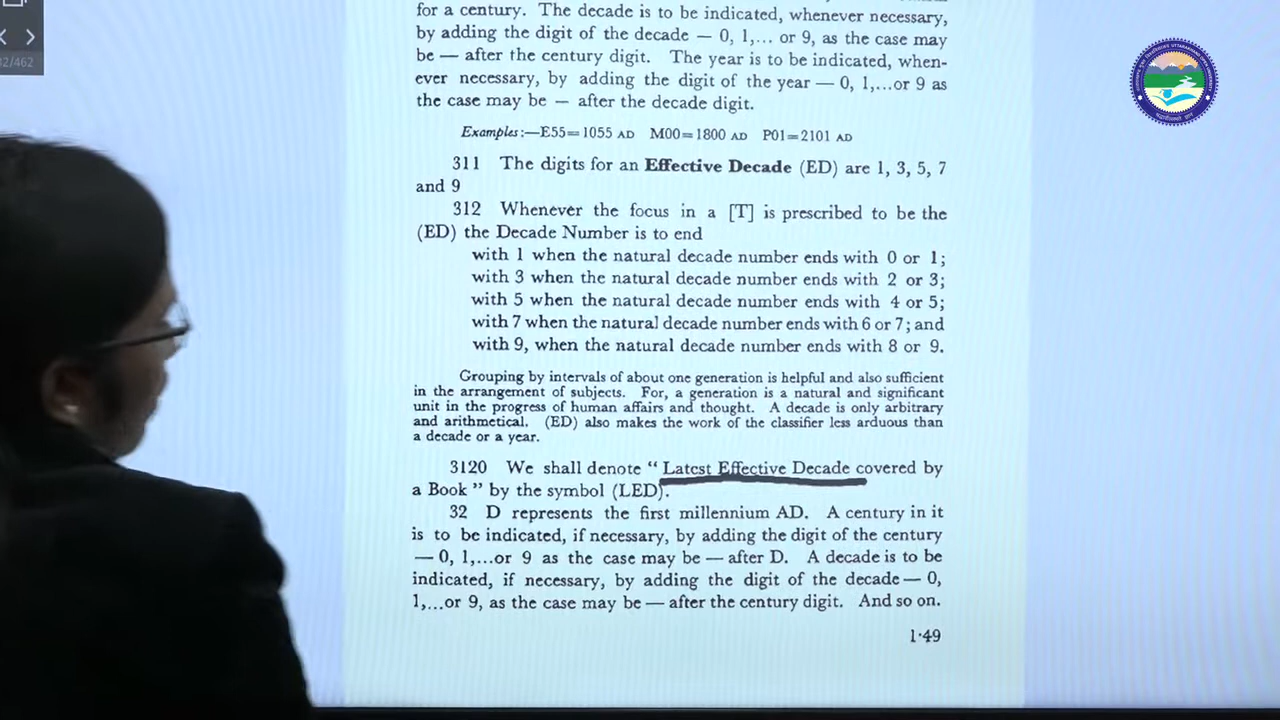 for a century. The decade is to be indicated, whenever necessary,
by adding the digit of the decade — 0, 1,... or 9, as the case may
be — after the century digit. The year is to be indicated, when-
ever necessary, by adding the digit of the year — 0, 1,...or 9 as
the case may be — after the decade digit.
Examples:—E55=1055 AD M00=1800 AD P01=2101 AD
311 The digits for an Effective Decade (ED) are 1, 3, 5, 7
and 9
312 Whenever the focus in a [T] is prescribed to be the
(ED) the Decade Number is to end
with 1 when the natural decade number ends with 0 or 1;
with 3 when the natural decade number ends with 2 or 3;
with 5 when the natural decade number ends with 4 or 5;
with 7 when the natural decade number ends with 6 or 7; and
with 9, when the natural decade number ends with 8 or 9.
Grouping by intervals of about one generation is helpful and also sufficient
in the arrangement of subjects. For, a generation is a natural and significant
unit in the progress of human affairs and thought. A decade is only arbitrary
and arithmetical. (ED) also makes the work of the classifier less arduous than
a decade or a year.
3120 We shall denote “Latest Effective Decade covered by
a Book” by the symbol (LED).
32 D represents the first millennium AD. A century in it
is to be indicated, if necessary, by adding the digit of the century
— 0, 1,...or 9 as the case may be — after D. A decade is to be
indicated, if necessary, by adding the digit of the decade — 0,
1,...or 9, as the case may be — after the century digit. And so on.
1·49